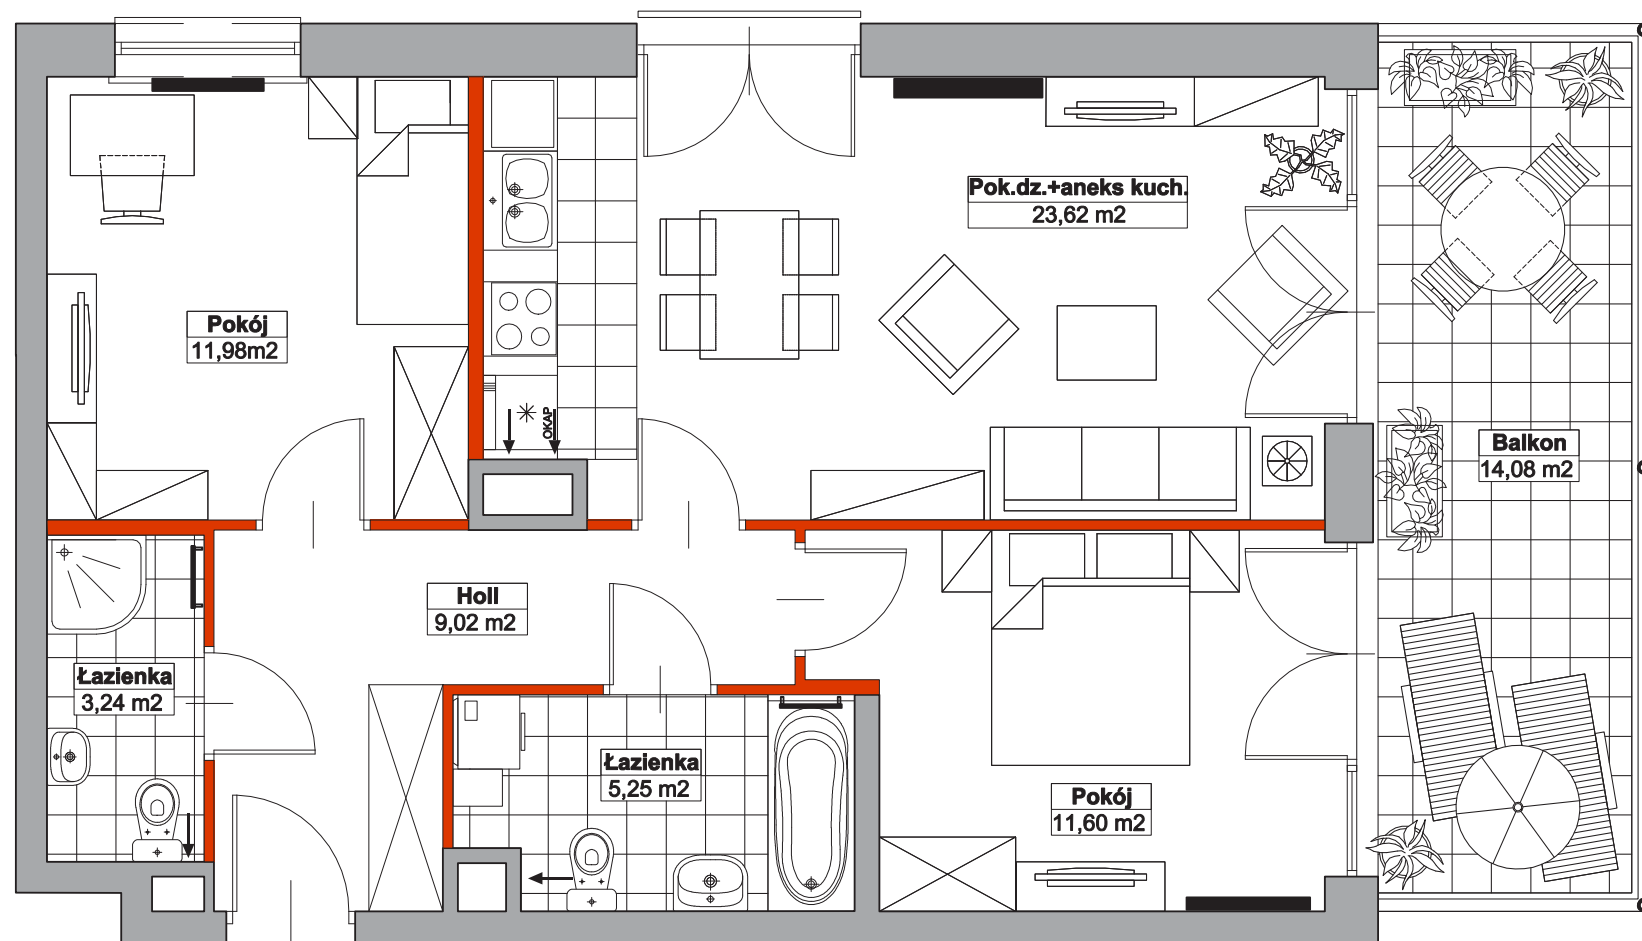 Pok.dz.+aneks kuch.
23,62 m2
Pokój
11,98m2
OKAP
Balkon
14,08 m2
Holl
9,02 m2
Łazienka
3,24 m2
Łazienka
5,25 m2
Pokój
11,60 m2